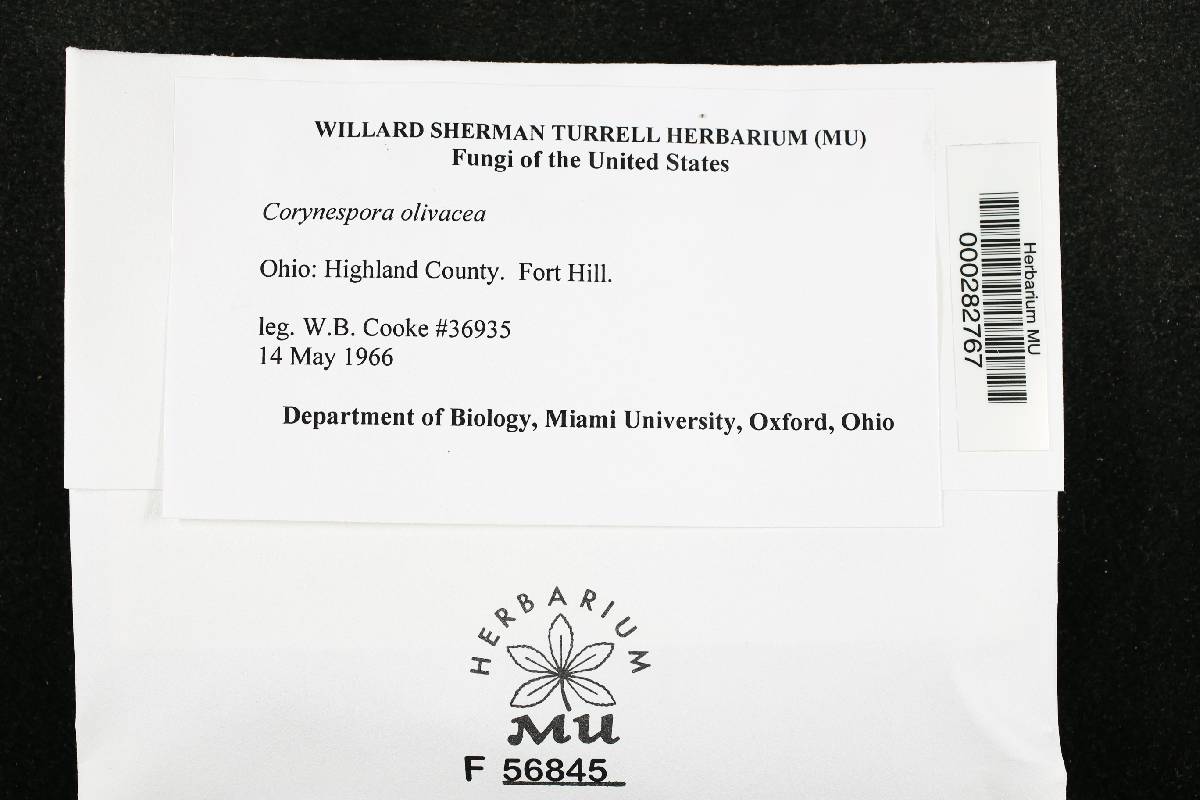 WILLARD SHERMAN TURRELL HERBARIUM (MU)
Fungi of the United States
Corynespora olivacea
Ohio: Highland County. Fort Hill.
leg. W.B. Cooke #36935
14 May 1966
Department of Biology, Miami University, Oxford, Ohio
Herbarium MU
000282767
HERBARIUM
MU
F 56845